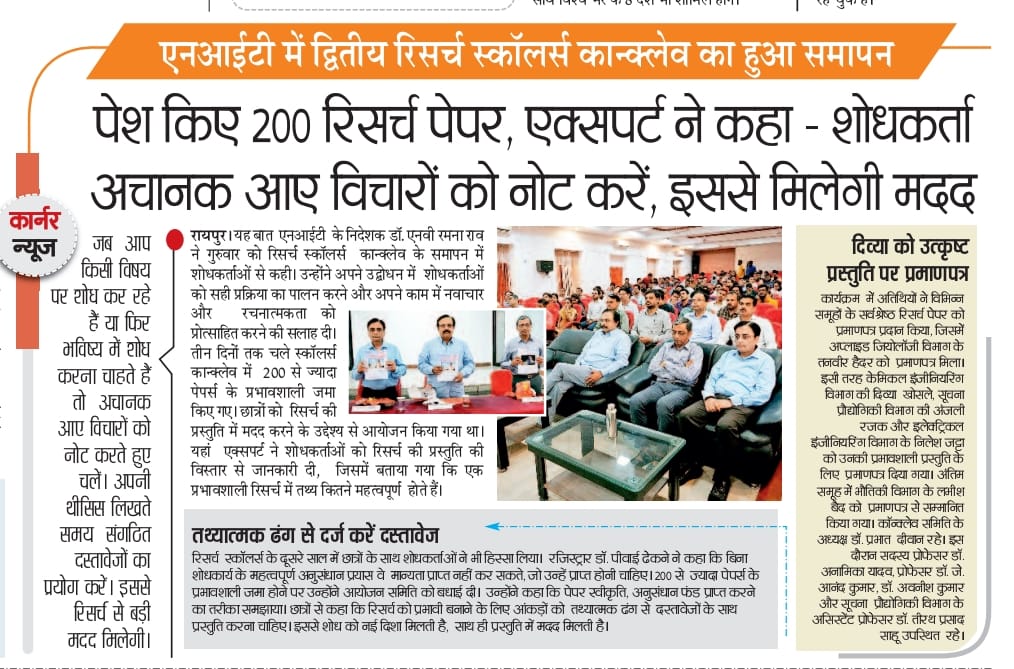 साथ विश्व भर के 8 देश भी शामिल होंगे।
रह चुके हैं।
एनआईटी में द्वितीय रिसर्च स्कॉलर्स कान्क्लेव का हुआ समापन
पेश किए 200 रिसर्च पेपर, एक्सपर्ट ने कहा - शोधकर्ता
अचानक आए विचारों को नोट करें, इससे मिलेगी मदद
कार्नर
न्यूज
जब आप
किसी विषय
पर शोध कर रहे
हैं या फिर
भविष्य में शोध
करना चाहते हैं
तो अचानक
आए विचारों को
नोट करते हुए
चलें। अपनी
थीसिस लिखते
समय संगठित
दस्तावेजों का
प्रयोग करें। इससे
रिसर्च से बड़ी
मदद मिलेगी।
रायपुर। यह बात एनआईटी के निदेशक डॉ. एनवी रमना राव
ने गुरुवार को रिसर्च स्कॉलर्स कान्क्लेव के समापन में
शोधकर्ताओं से कही। उन्होंने अपने उद्बोधन में शोधकर्ताओं
को सही प्रक्रिया का पालन करने और अपने काम में नवाचार
और रचनात्मकता को
प्रोत्साहित करने की सलाह दी।
तीन दिनों तक चले स्कॉलर्स
कान्क्लेव में 200 से ज्यादा
पेपर्स के प्रभावशाली जमा
किए गए। छात्रों को रिसर्च की
प्रस्तुति में मदद करने के उद्देश्य से आयोजन किया गया था।
यहां एक्सपर्ट ने शोधकर्ताओं को रिसर्च की प्रस्तुति की
विस्तार से जानकारी दी, जिसमें बताया गया कि एक
प्रभावशाली रिसर्च में तथ्य कितने महत्वपूर्ण होते हैं।
तथ्यात्मक ढंग से दर्ज करें दस्तावेज
रिसर्च स्कॉलर्स के दूसरे साल में छात्रों के साथ शोधकर्ताओं ने भी हिस्सा लिया। रजिस्ट्रार डॉ. पीवाई ढेकने ने कहा कि बिना
शोधकार्य के महत्वपूर्ण अनुसंधान प्रयास वे मान्यता प्राप्त नहीं कर सकते, जो उन्हें प्राप्त होनी चाहिए। 200 से ज्यादा पेपर्स के
प्रभावशाली जमा होने पर उन्होंने आयोजन समिति को बधाई दी। उन्होंने कहा कि पेपर स्वीकृति, अनुसंधान फंड प्राप्त करने
का तरीका समझाया। छात्रों से कहा कि रिसर्च को प्रभावी बनाने के लिए आंकड़ों को तथ्यात्मक ढंग से दस्तावेजों के साथ
प्रस्तुति करना चाहिए। इससे शोध को नई दिशा मिलती है, साथ ही प्रस्तुति में मदद मिलती है।
दिव्या को उत्कृष्ट
प्रस्तुति पर प्रमाणपत्र
कार्यक्रम में अतिथियों ने विभिन्न
समूहों के सर्वश्रेष्ठ रिसर्च पेपर को
प्रमाणपत्र प्रदान किया, जिसमें
अप्लाइड जियोलॉजी विभाग के
तनवीर हैदर को प्रमाणपत्र मिला।
इसी तरह केमिकल इंजीनियरिंग
विभाग की दिव्या खोसले, सूचना
प्रौद्योगिकी विभाग की अंजली
रजक और इलेक्ट्रिकल
इंजीनियरिंग विभाग के निलेश जट्टा
को उनकी प्रभावशाली प्रस्तुति के
लिए प्रमाणपत्र दिया गया। अंतिम
समूह में भौतिकी विभाग के लमीश
बैद को प्रमाणपत्र से सम्मानित
किया गया। कॉन्क्लेव समिति के
अध्यक्ष डॉ. प्रभात दीवान रहे। इस
दौरान सदस्य प्रोफेसर डॉ.
अनामिका यादव, प्रोफेसर डॉ. जे.
आनंद कुमार, डॉ. अवनीश कुमार
और सूचना प्रौद्योगिकी विभाग के
असिस्टेंट प्रोफेसर डॉ. तीरथ प्रसाद
साहू उपस्थित रहे।